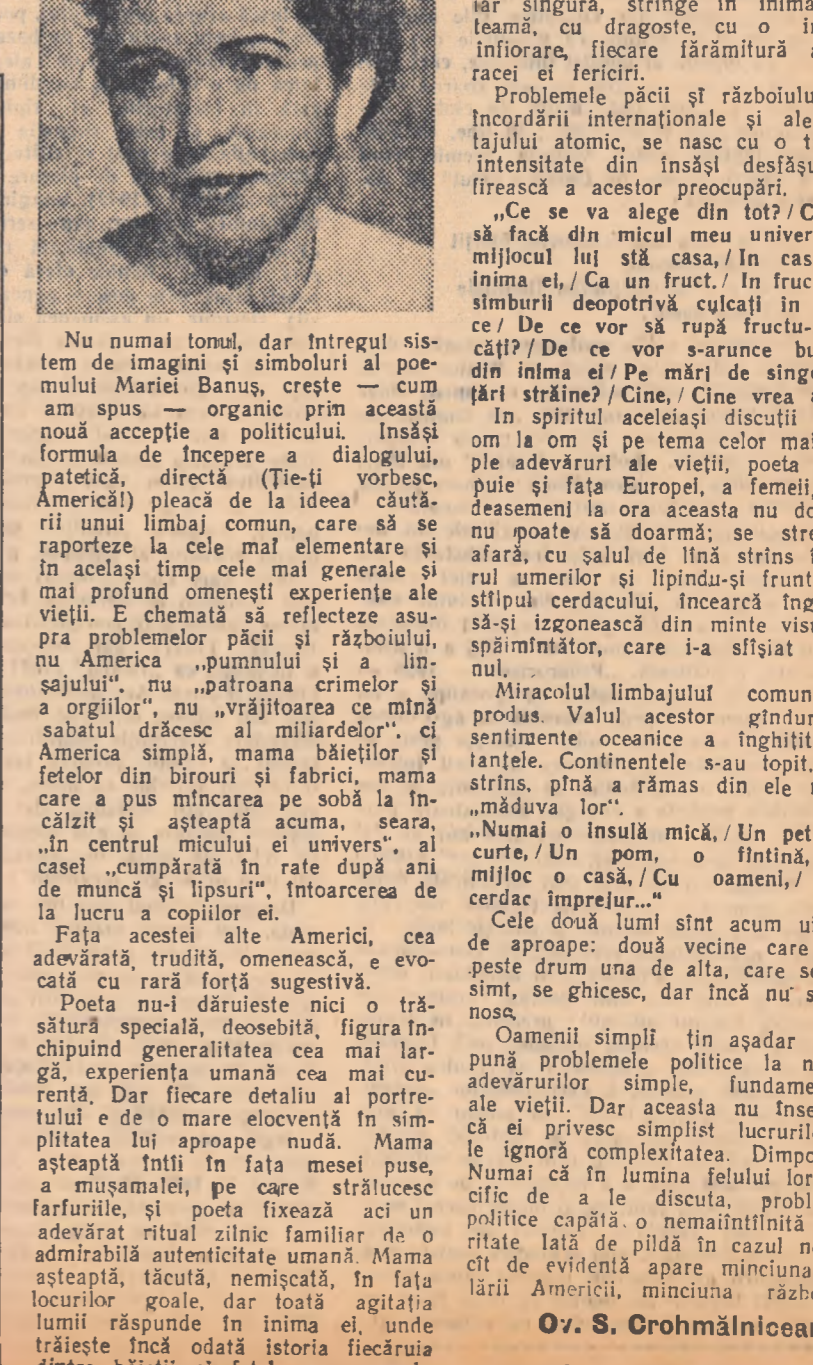 Nu numai tonul, dar întregul sis-
tem de imagini și simboluri al poe-
mului Mariei Banuș, crește — cum
am spus — organic prin această
nouă accepție a politicului. Insăși
formula de începere a dialogului,
patetică, directă (Ție-ți vorbesc,
Americă!) pleacă de la ideea căută-
rii unui limbaj comun, care să se
raporteze la cele mai elementare și
în același timp cele mai generale și
mai profund omenești experiențe ale
vieții. E chemată să reflecteze asu-
pra problemelor păcii și războiului,
nu America „pumnului și a lin-
șajului“, nu „patroana crimelor și
a orgiilor“, nu „vrăjitoarea ce mînă
sabatul drăcesc al miliardelor“, ci
America simplă, mama băieților și
fetelor din birouri și fabrici, mama
care a pus mîncarea pe sobă la în-
călzit și așteaptă acuma, seara,
„în centrul micului ei univers“, al
casei „cumpărată în rate după ani
de muncă și lipsuri“, întoarcerea de
la lucru a copiilor ei.
Fața acestei alte Americi, cea
adevărată, trudită, omenească, e evo-
cată cu rară forță sugestivă.
Poeta nu-i dăruiește nici o tră-
sătură specială, deosebită, figura în-
chipuind generalitatea cea mai lar-
gă, experiența umană cea mai cu-
rentă. Dar fiecare detaliu al portre-
tului e de o mare elocvență în sim-
plitatea lui aproape nudă. Mama
așteaptă întîi în fața mesei puse,
a mușamalei, pe care strălucesc
farfuriile, și poeta fixează aci un
adevărat ritual zilnic familiar de o
admirabilă autenticitate umană. Mama
așteaptă, tăcută, nemișcată, în fața
locurilor goale, dar toată agitația
lumii răspunde în inima ei, unde
trăiește încă odată istoria fiecăruia
iar singură, strînge în inima
teamă, cu dragoste, cu o
înfiorare, fiecare fărâmitură
racei ei fericiri.
Problemele păcii și războiulu
încordării internaționale și ale
tajului atomic, se nasc cu o t
intensitate din însăși desfășu
firească a acestor preocupări.
„Ce se va alege din tot? / C
să facă din micul meu univer
mijlocul lui stă casa, / In cas
inima ei, / Ca un fruct. / In fruc
simburii deopotrivă culcați în
ce / De ce vor să rupă fructu-
căți? / De ce vor s-arunce bu
din inima ei / Pe mări de singe
țări străine? / Cine, / Cine vrea
In spiritul aceleiași discuții
om la om și pe tema celor mai
ple adevăruri ale vieții, poeta
puie și fața Europei, a femeii,
deasemeni la ora aceasta nu do
nu poate să doarmă; se stre
afară, cu șalul de lînă strîns î
rul umerilor și lipindu-și frunt
stîlpul cerdacului, încearcă îng
să-și izgonească din minte vis
spăimîntător, care i-a sfîșiat
nul.
Miracolul limbajului comun
produs. Valul acestor gîndur
sentimente oceanice a înghițit
tanțele. Continentele s-au topit,
strîns, pînă a rămas din ele
„măduva lor“.
„Numai o insulă mică, / Un pet
curte, / Un pom, o fîntînă,
mijloc o casă, / Cu oameni, /
cerdac împrejur...“
Cele două lumi sînt acum ui
de aproape: două vecine care
peste drum una de alta, care se
simt, se ghicesc, dar încă nu s
nosc.
Oamenii simpli țin așadar
pună problemele politice la n
adevărurilor simple, fundame
ale vieții. Dar aceasta nu înse
că ei privesc simplist lucruril
le ignoră complexitatea. Dimpo
Numai că în lumina felului lor
cific de a le discuta, probl
politice capătă o nemaiîntîlnită
ritate Iată de pildă în cazul n
cît de evidentă apare minciuna
lării Americii, minciuna războ
Ov. S. Crohmălnicean